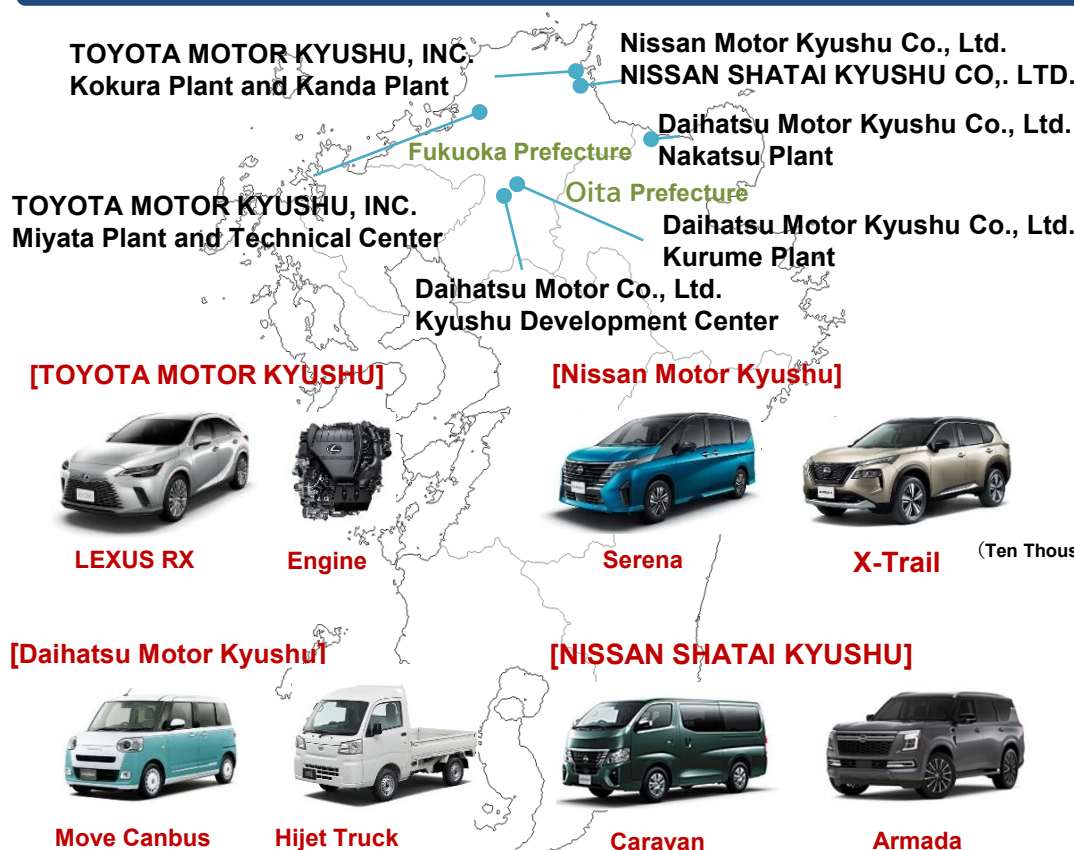 TOYOTA MOTOR KYUSHU, INC.
Kokura Plant and Kanda Plant
Nissan Motor Kyushu Co., Ltd.
NISSAN SHATAI KYUSHU CO,. LTD.
Daihatsu Motor Kyushu Co., Ltd.
Nakatsu Plant
Fukuoka Prefecture
Oita Prefecture
TOYOTA MOTOR KYUSHU, INC.
Miyata Plant and Technical Center
Daihatsu Motor Kyushu Co., Ltd.
Kurume Plant
Daihatsu Motor Co., Ltd.
Kyushu Development Center
[TOYOTA MOTOR KYUSHU]
[Nissan Motor Kyushu]
LEXUS RX
Engine
Serena
X-Trail
（Ten Thous
[Daihatsu Motor Kyushu]
[NISSAN SHATAI KYUSHU]
Move Canbus
Hijet Truck
Caravan
Armada